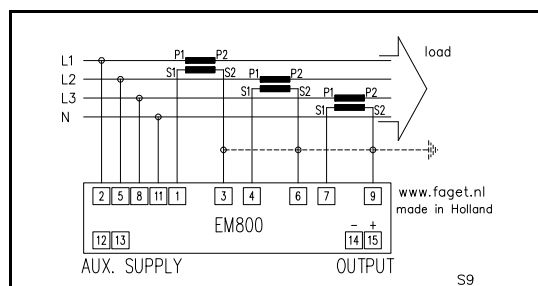 L1 P1 P2 load
S1 S2
L2 P1 P2
S1 S2
L3 P1 P2
S1 S2
N
2 5 8 11 1 3 4 6 7 9 www.faget.nl
made in Holland
EM800
12 13 - + 14 15
AUX. SUPPLY OUTPUT
S9